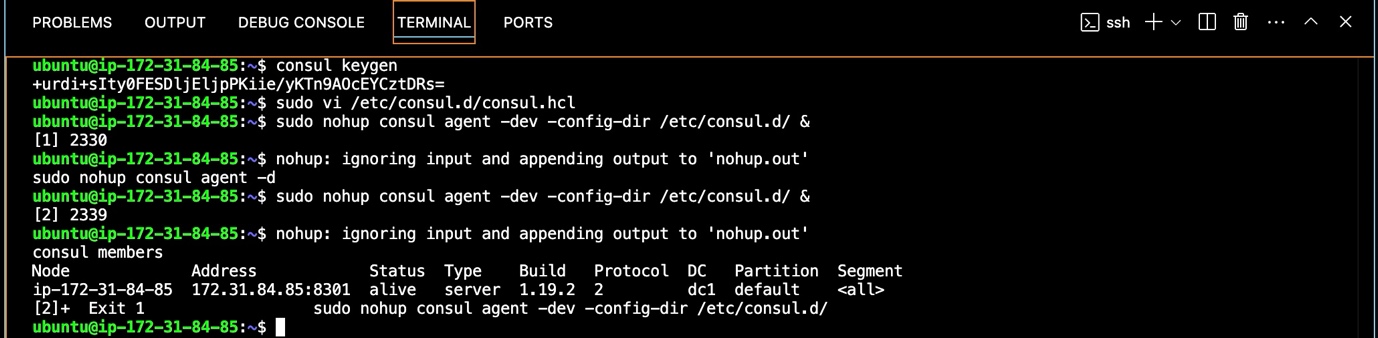 PROBLEMS OUTPUT DEBUG CONSOLE TERMINAL PORTS ssh
ubuntu@ip-172-31-84-85:~$ consul keygen
+urdi+sIty0FESDljEljpPKiie/yKTn9AOcEYCztDRs=
ubuntu@ip-172-31-84-85:~$ sudo vi /etc/consul.d/consul.hcl
ubuntu@ip-172-31-84-85:~$ sudo nohup consul agent -dev -config-dir /etc/consul.d/ &
[1] 2330
ubuntu@ip-172-31-84-85:~$ nohup: ignoring input and appending output to 'nohup.out'
sudo nohup consul agent -d
ubuntu@ip-172-31-84-85:~$ sudo nohup consul agent -dev -config-dir /etc/consul.d/ &
[2] 2339
ubuntu@ip-172-31-84-85:~$ nohup: ignoring input and appending output to 'nohup.out'
consul members
Node Address Status Type Build Protocol DC Partition Segment
ip-172-31-84-85 172.31.84.85:8301 alive server 1.19.2 2 dc1 default <all>
[2]+ Exit 1 sudo nohup consul agent -dev -config-dir /etc/consul.d/
ubuntu@ip-172-31-84-85:~$